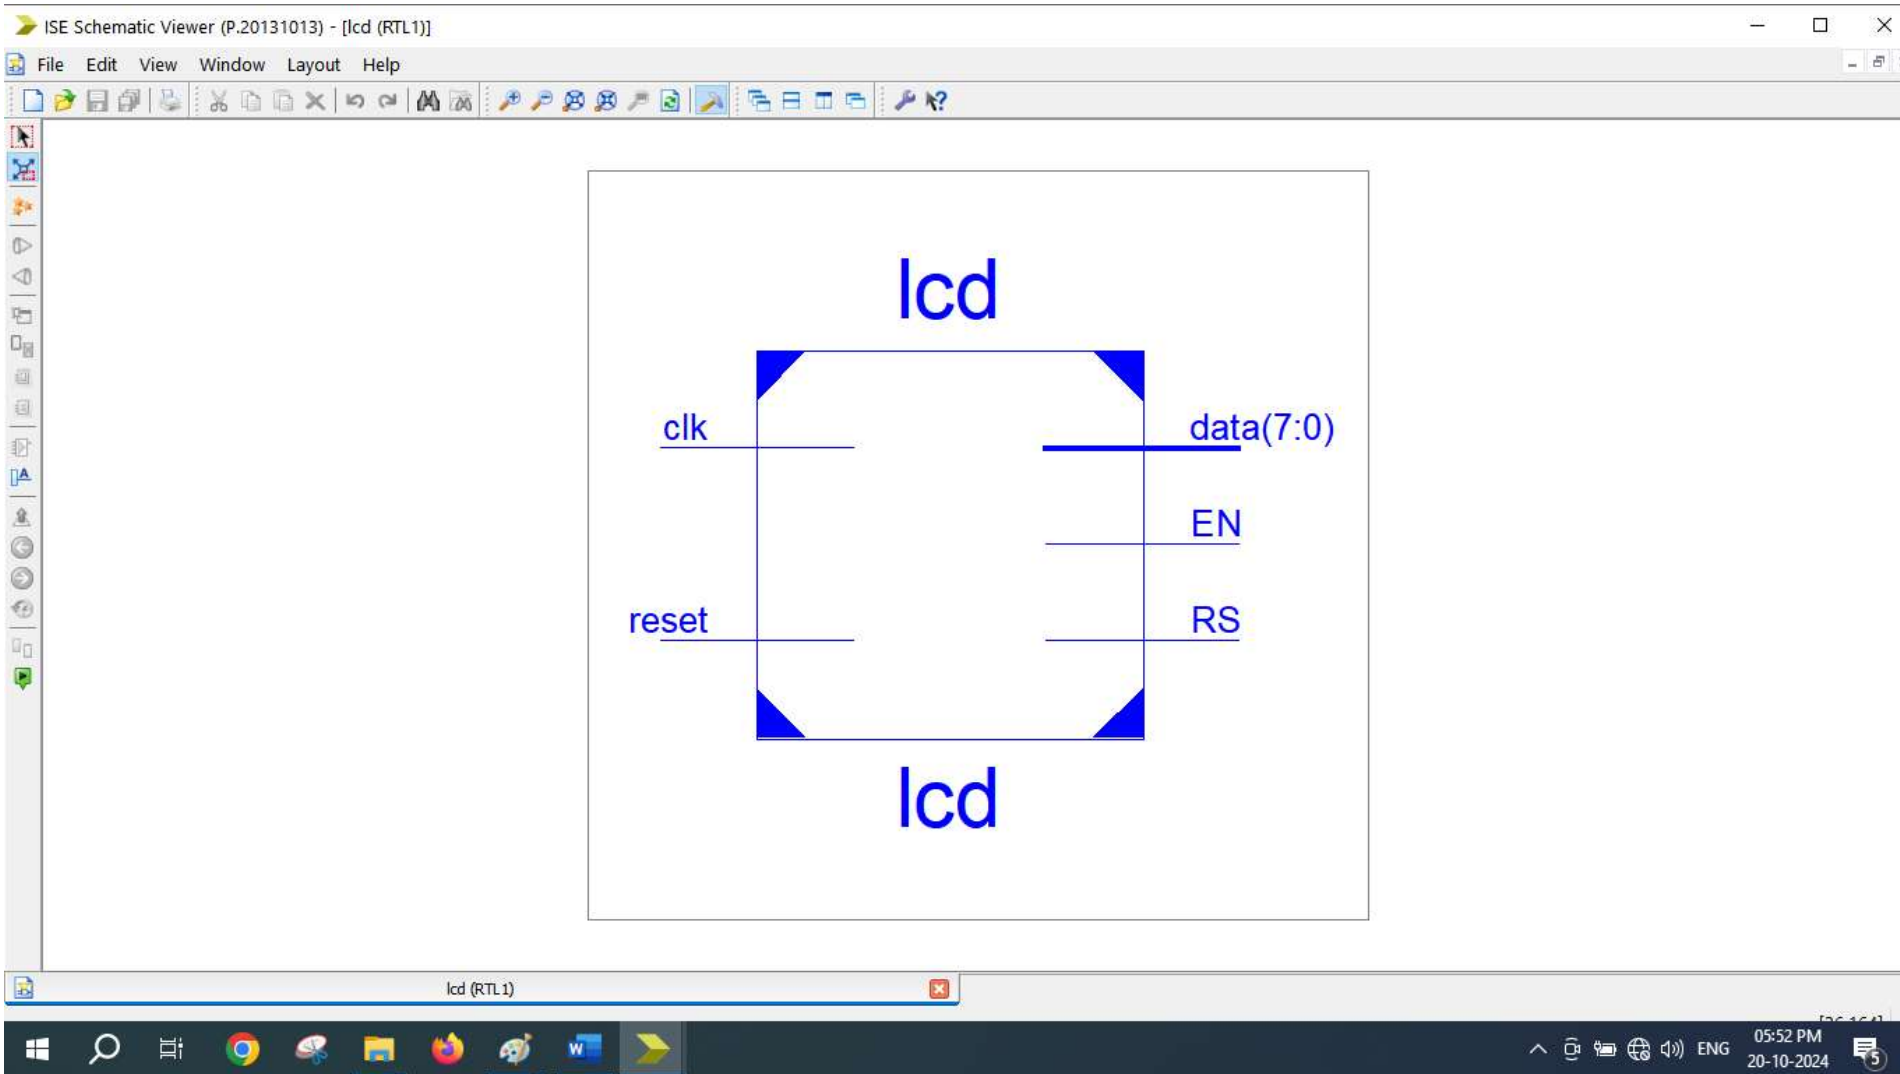 ISE Schematic Viewer (P.20131013) - [lcd (RTL1)]
File Edit View Window Layout Help
lcd
clk
data(7:0)
EN
reset
RS
lcd
lcd (RTL1)
W
ENG
05:52 PM
20-10-2024
5